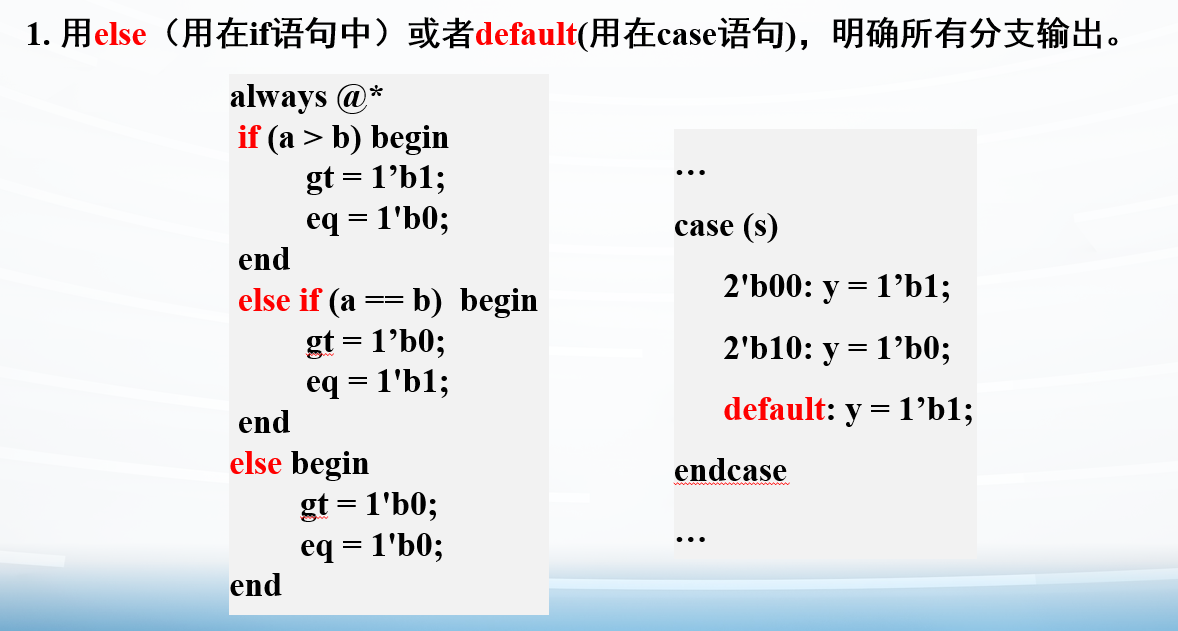 1. 用else（用在if语句中）或者default(用在case语句)，明确所有分支输出。
always @*
if (a > b) begin
gt = 1’b1;
eq = 1'b0;
end
else if (a == b) begin
gt = 1’b0;
eq = 1'b1;
end
else begin
gt = 1'b0;
eq = 1'b0;
end
…
case (s)
2'b00: y = 1’b1;
2'b10: y = 1’b0;
default: y = 1’b1;
endcase
…